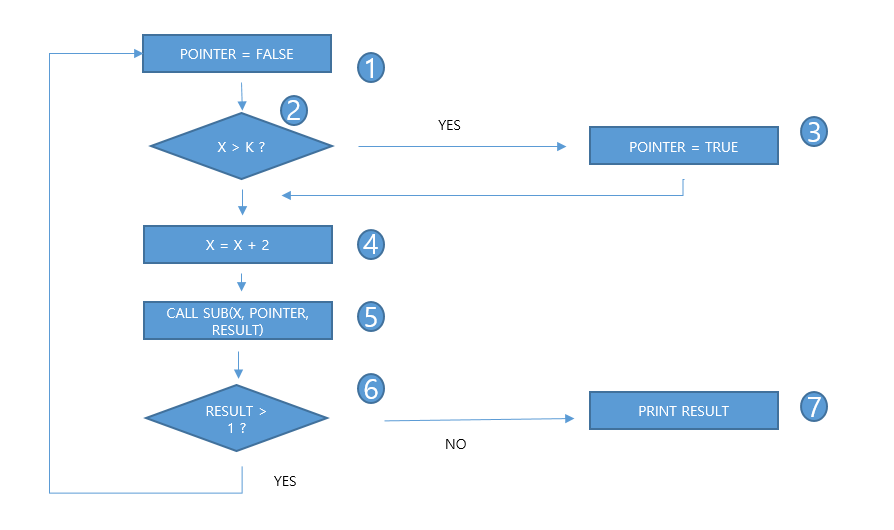 POINTER = FALSE
1
2
X > K ?
YES
POINTER = TRUE
3
X = X + 2
4
CALL SUB(X, POINTER,
RESULT)
5
6
RESULT >
1 ?
NO
PRINT RESULT
7
YES